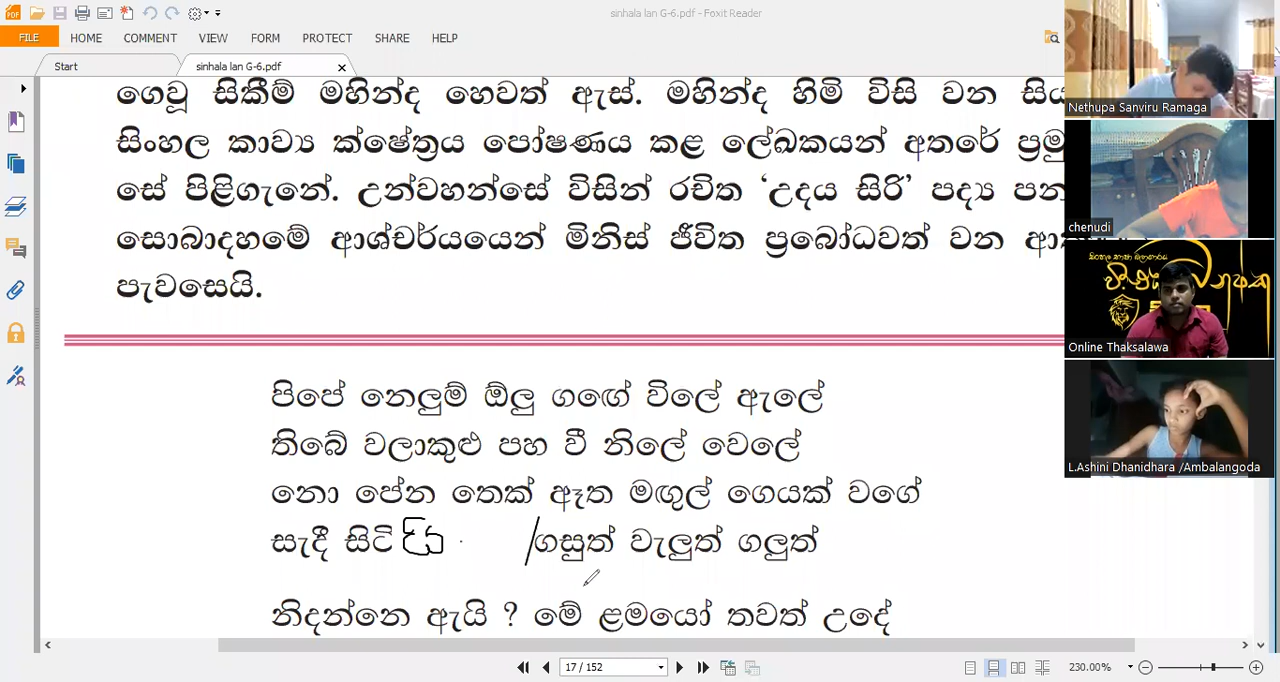 sinhala lan G-6.pdf - Foxit Reader
FILE HOME COMMENT VIEW FORM PROTECT SHARE HELP
Start sinhala lan G-6.pdf
ගෙවූ සිකීම් මහින්ද හෙවත් ඇස්. මහින්ද හිමි විසි වන සිය
සිංහල කාව්‍ය ක්ෂේත්‍රය පෝෂණය කළ ලේඛකයන් අතරේ ප්‍රමු
සේ පිළිගැනේ. උන්වහන්සේ විසින් රචිත ‘උදය සිරි’ පද්‍ය පන්
සොබාදහමේ ආශ්චර්යයෙන් මිනිස් ජීවිත ප්‍රබෝධවත් වන ආ
පැවසෙයි.
පිපේ නෙලුම් ඕලු ගඟේ විලේ ඇලේ
තිබේ වලාකුළු පහ වී නිලේ වෙලේ
නො පේන තෙක් ඈත මඟුල් ගෙයක් වගේ
සැදී සිටියි /ගසුත් වැලුත් ගලුත්
නිදන්නෙ ඇයි ? මේ ළමයෝ තවත් උදේ
Nethupa Sanviru Ramaga
chenudi
Online Thaksalawa
L.Ashini Dhanidhara /Ambalangoda
17 / 152
230.00%